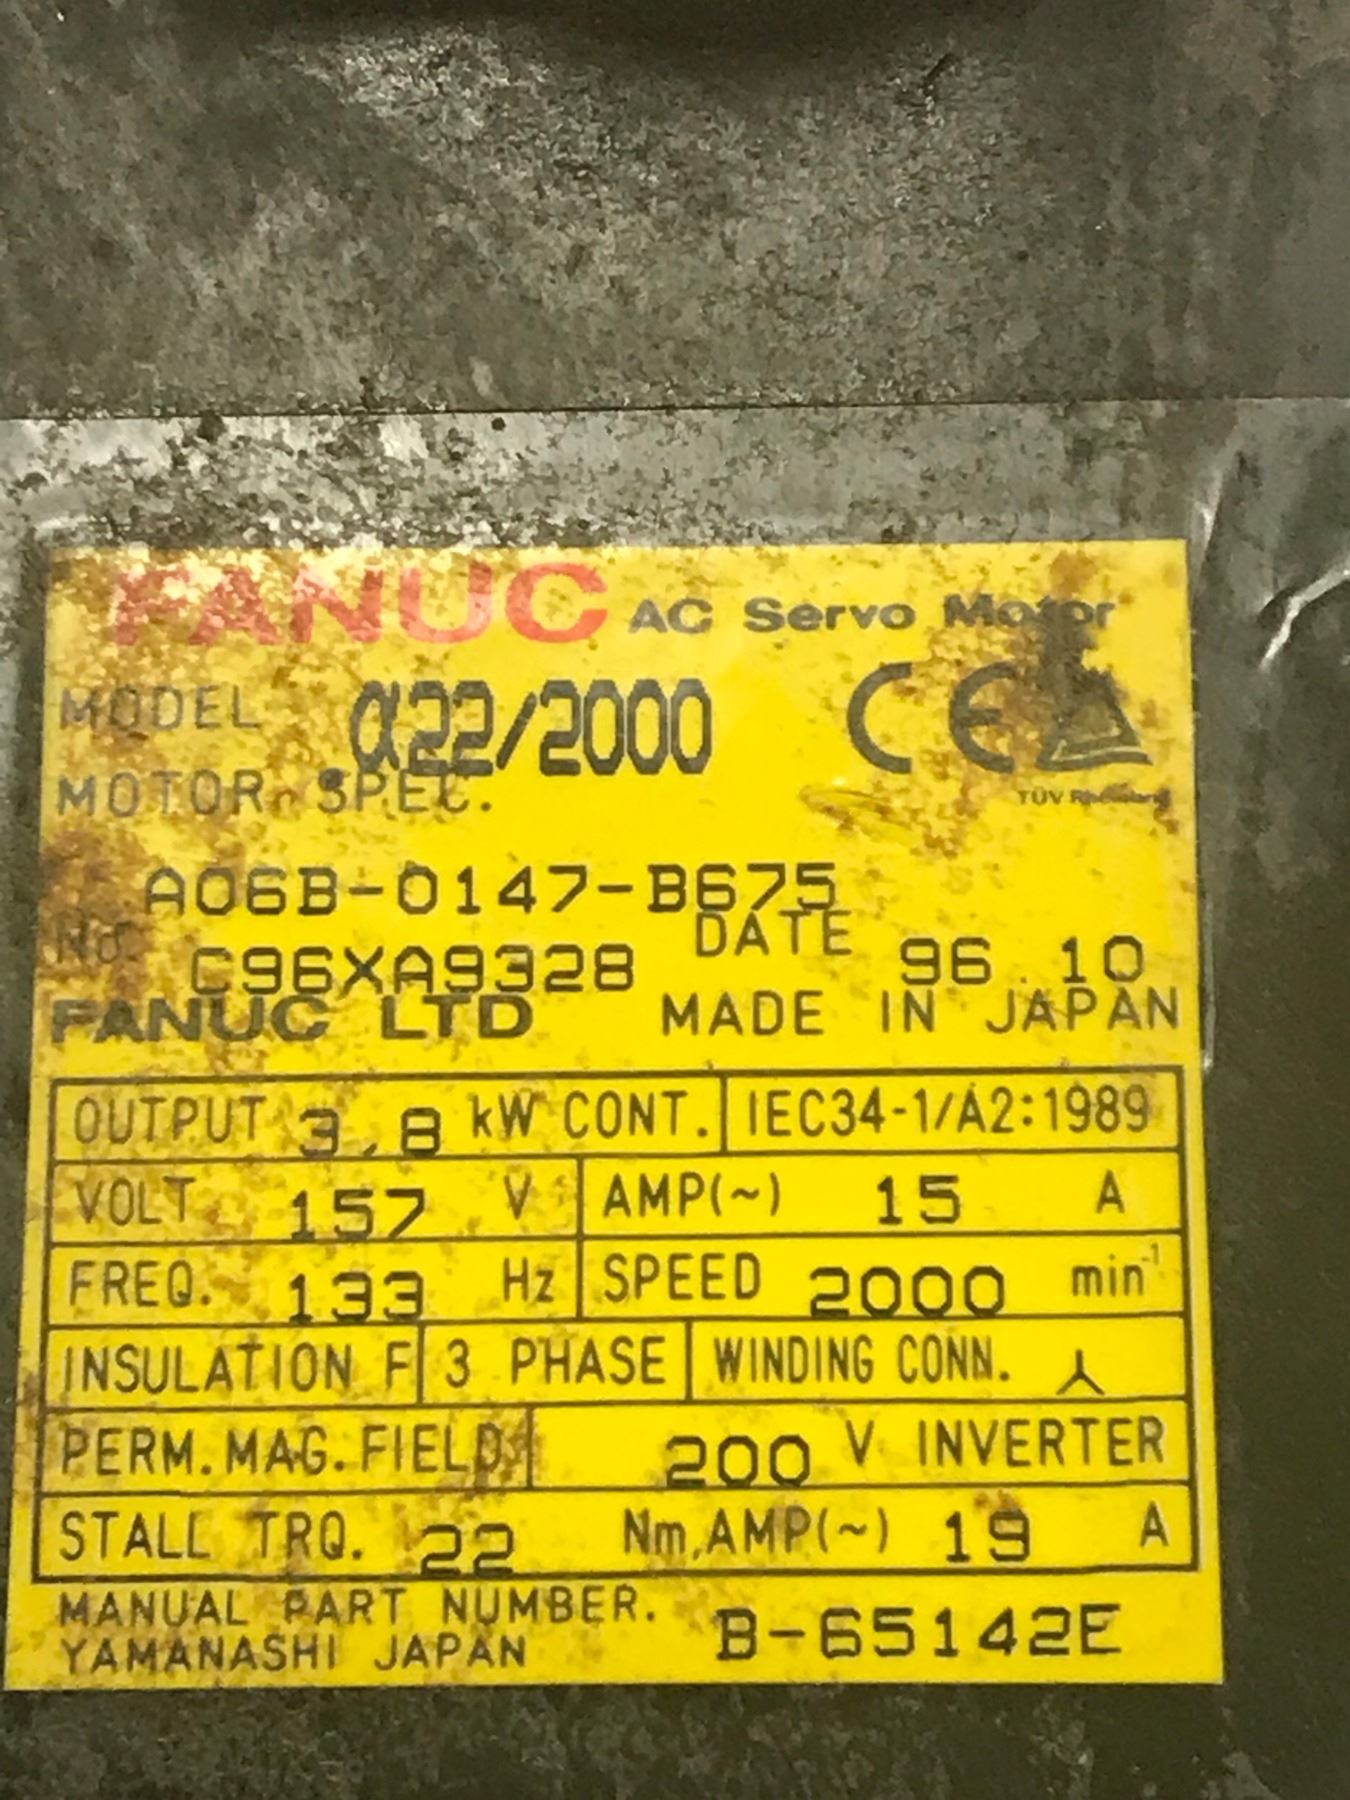 FANUC AC Servo Motor
MODEL α22/2000 CE
MOTOR SPEC.
TÜV Rheinland
A06B-0147-B675
No. C96XA9328 DATE 96.10
FANUC LTD MADE IN JAPAN
OUTPUT 3.8 kW CONT. IEC34-1/A2:1989
VOLT 157 V AMP(~) 15 A
FREQ. 133 Hz SPEED 2000 min-1
INSULATION F 3 PHASE WINDING CONN.
PERM.MAG.FIELD. 200 V INVERTER
STALL TRQ. 22 Nm,AMP(~) 19 A
MANUAL PART NUMBER. B-65142E
YAMANASHI JAPAN